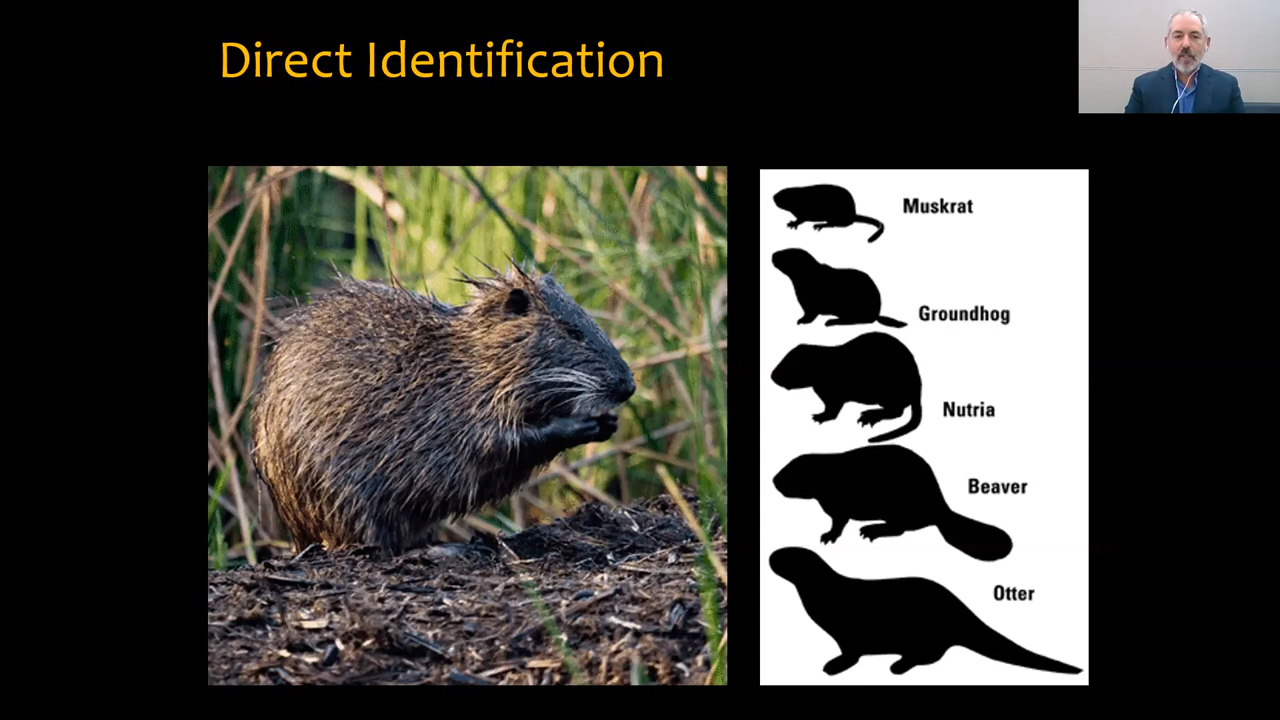 Direct Identification
Muskrat
Groundhog
Nutria
Beaver
Otter